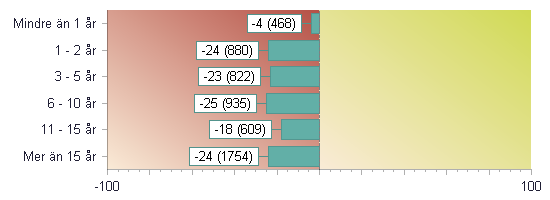 Mindre än 1 år -4 (468)
1 - 2 år -24 (880)
3 - 5 år -23 (822)
6 - 10 år -25 (935)
11 - 15 år -18 (609)
Mer än 15 år -24 (1754)
-100 100